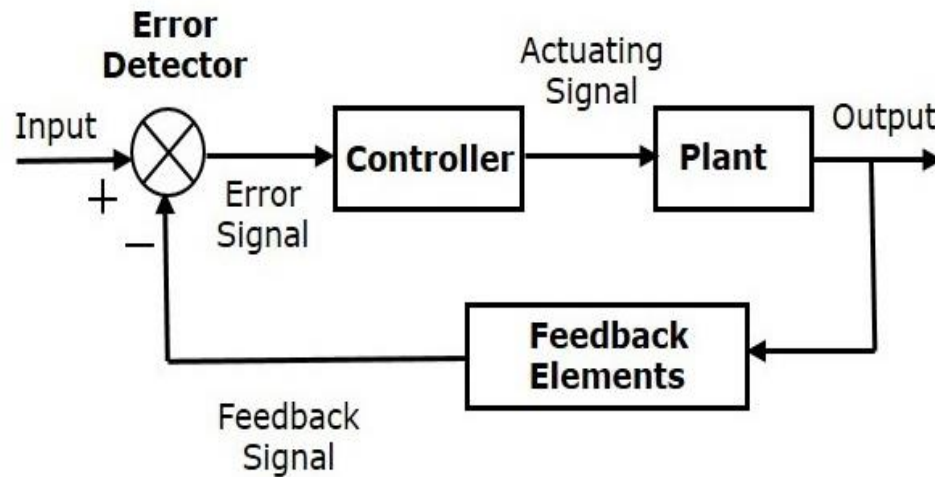 Error
Detector
Input
+
−
Error
Signal
Controller
Actuating
Signal
Plant
Output
Feedback
Elements
Feedback
Signal